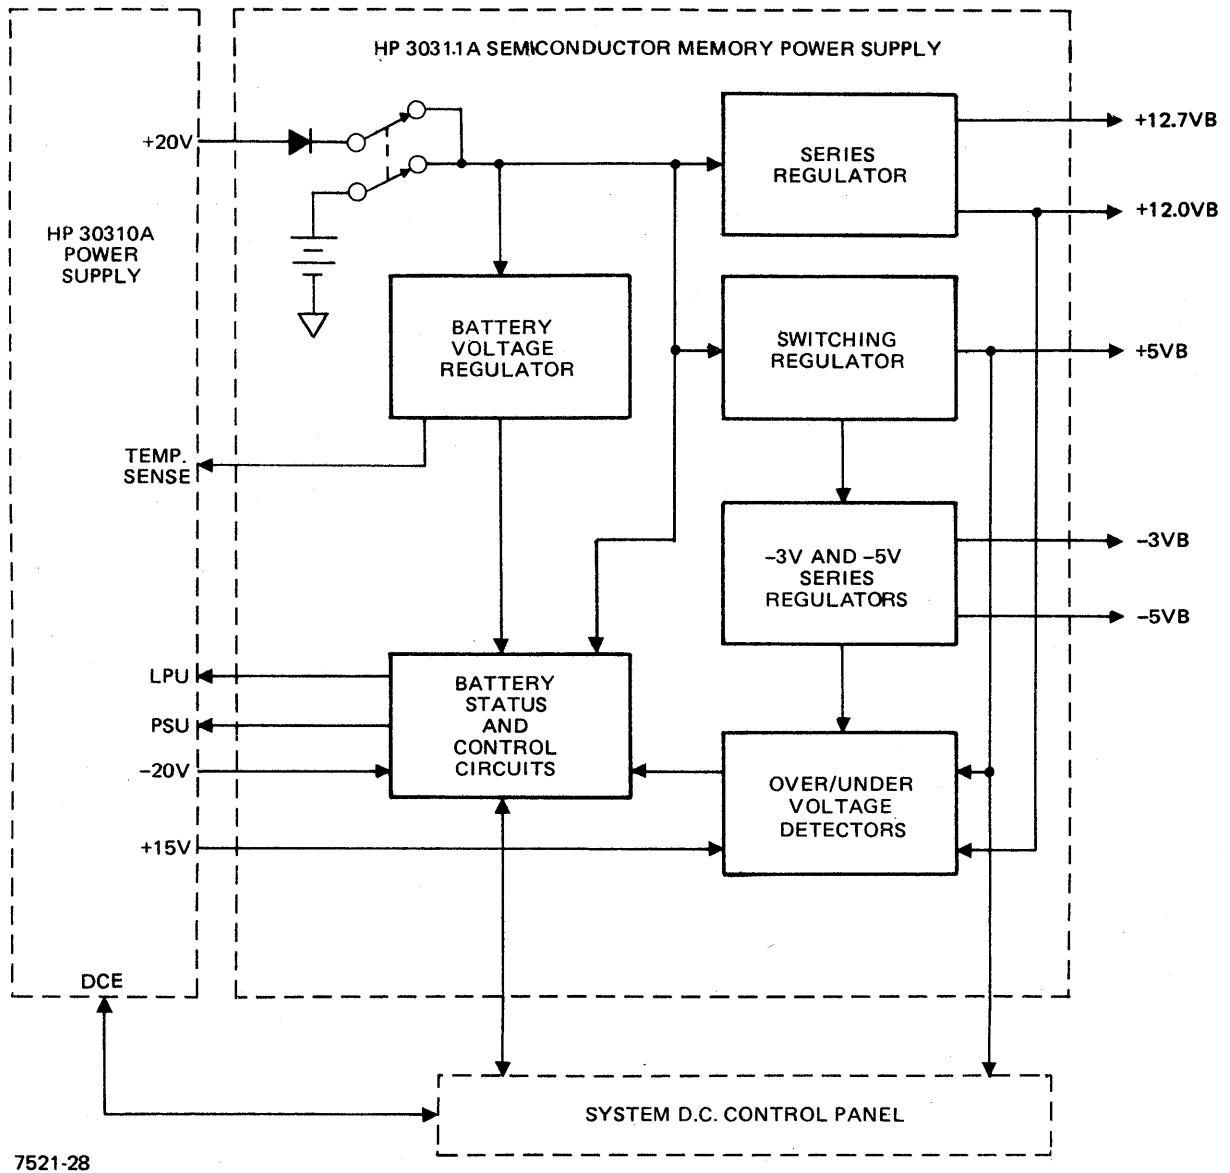 HP 30311A SEMICONDUCTOR MEMORY POWER SUPPLY
+20V
HP 30310A
POWER
SUPPLY
SERIES
REGULATOR
+12.7VB
+12.0VB
BATTERY
VOLTAGE
REGULATOR
SWITCHING
REGULATOR
+5VB
TEMP.
SENSE
-3V AND -5V
SERIES
REGULATORS
-3VB
-5VB
LPU
PSU
-20V
+15V
BATTERY
STATUS
AND
CONTROL
CIRCUITS
OVER/UNDER
VOLTAGE
DETECTORS
DCE
SYSTEM D.C. CONTROL PANEL
7521-28